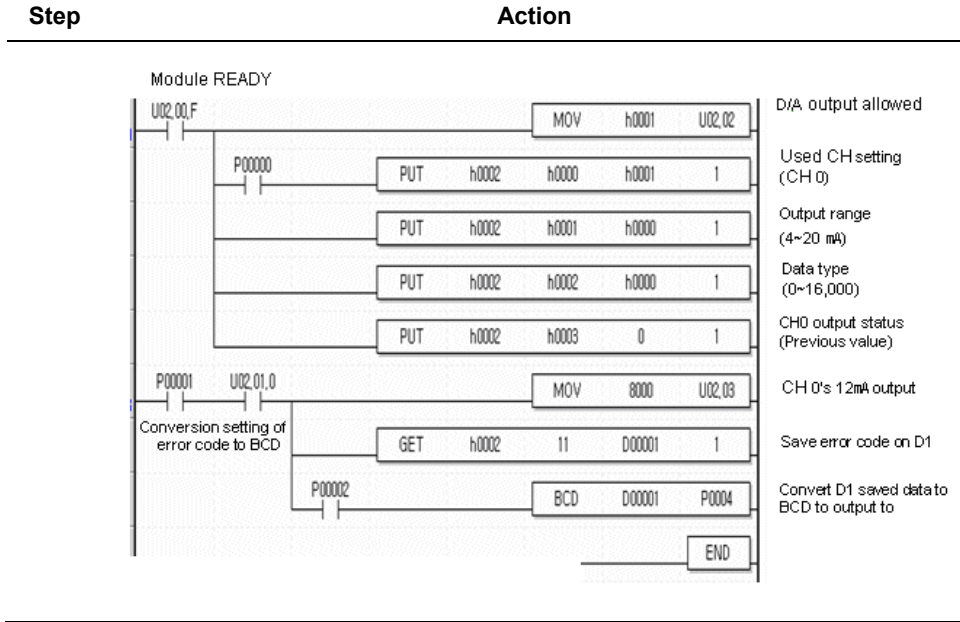 Step Action
Module READY
U02,00,F MOV h0001 U02,02 D/A output allowed
P00000 PUT h0002 h0000 h0001 1 Used CH setting
(CH 0)
PUT h0002 h0001 h0000 1 Output range
(4~20 mA)
PUT h0002 h0002 h0000 1 Data type
(0~16,000)
PUT h0002 h0003 0 1 CH0 output status
(Previous value)
P00001 U02,01,0 MOV 8000 U02,03 CH 0's 12mA output
Conversion setting of
error code to BCD
GET h0002 11 D00001 1 Save error code on D1
P00002 BCD D00001 P0004 Convert D1 saved data to
BCD to output to
END